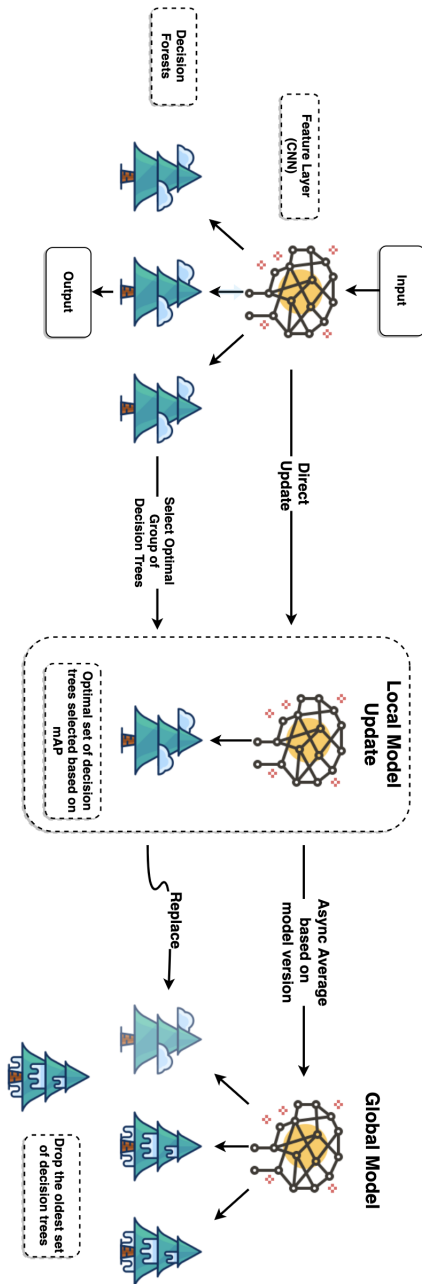 Input
Feature Layer
(CNN)
Decision
Forests
Output
Direct
Update
Select Optimal
Group of
Decision Trees
Local Model
Update
Optimal set of decision
trees selected based on
mAP
Async Average
based on
model version
Replace
Global Model
Drop the oldest set
of decision trees